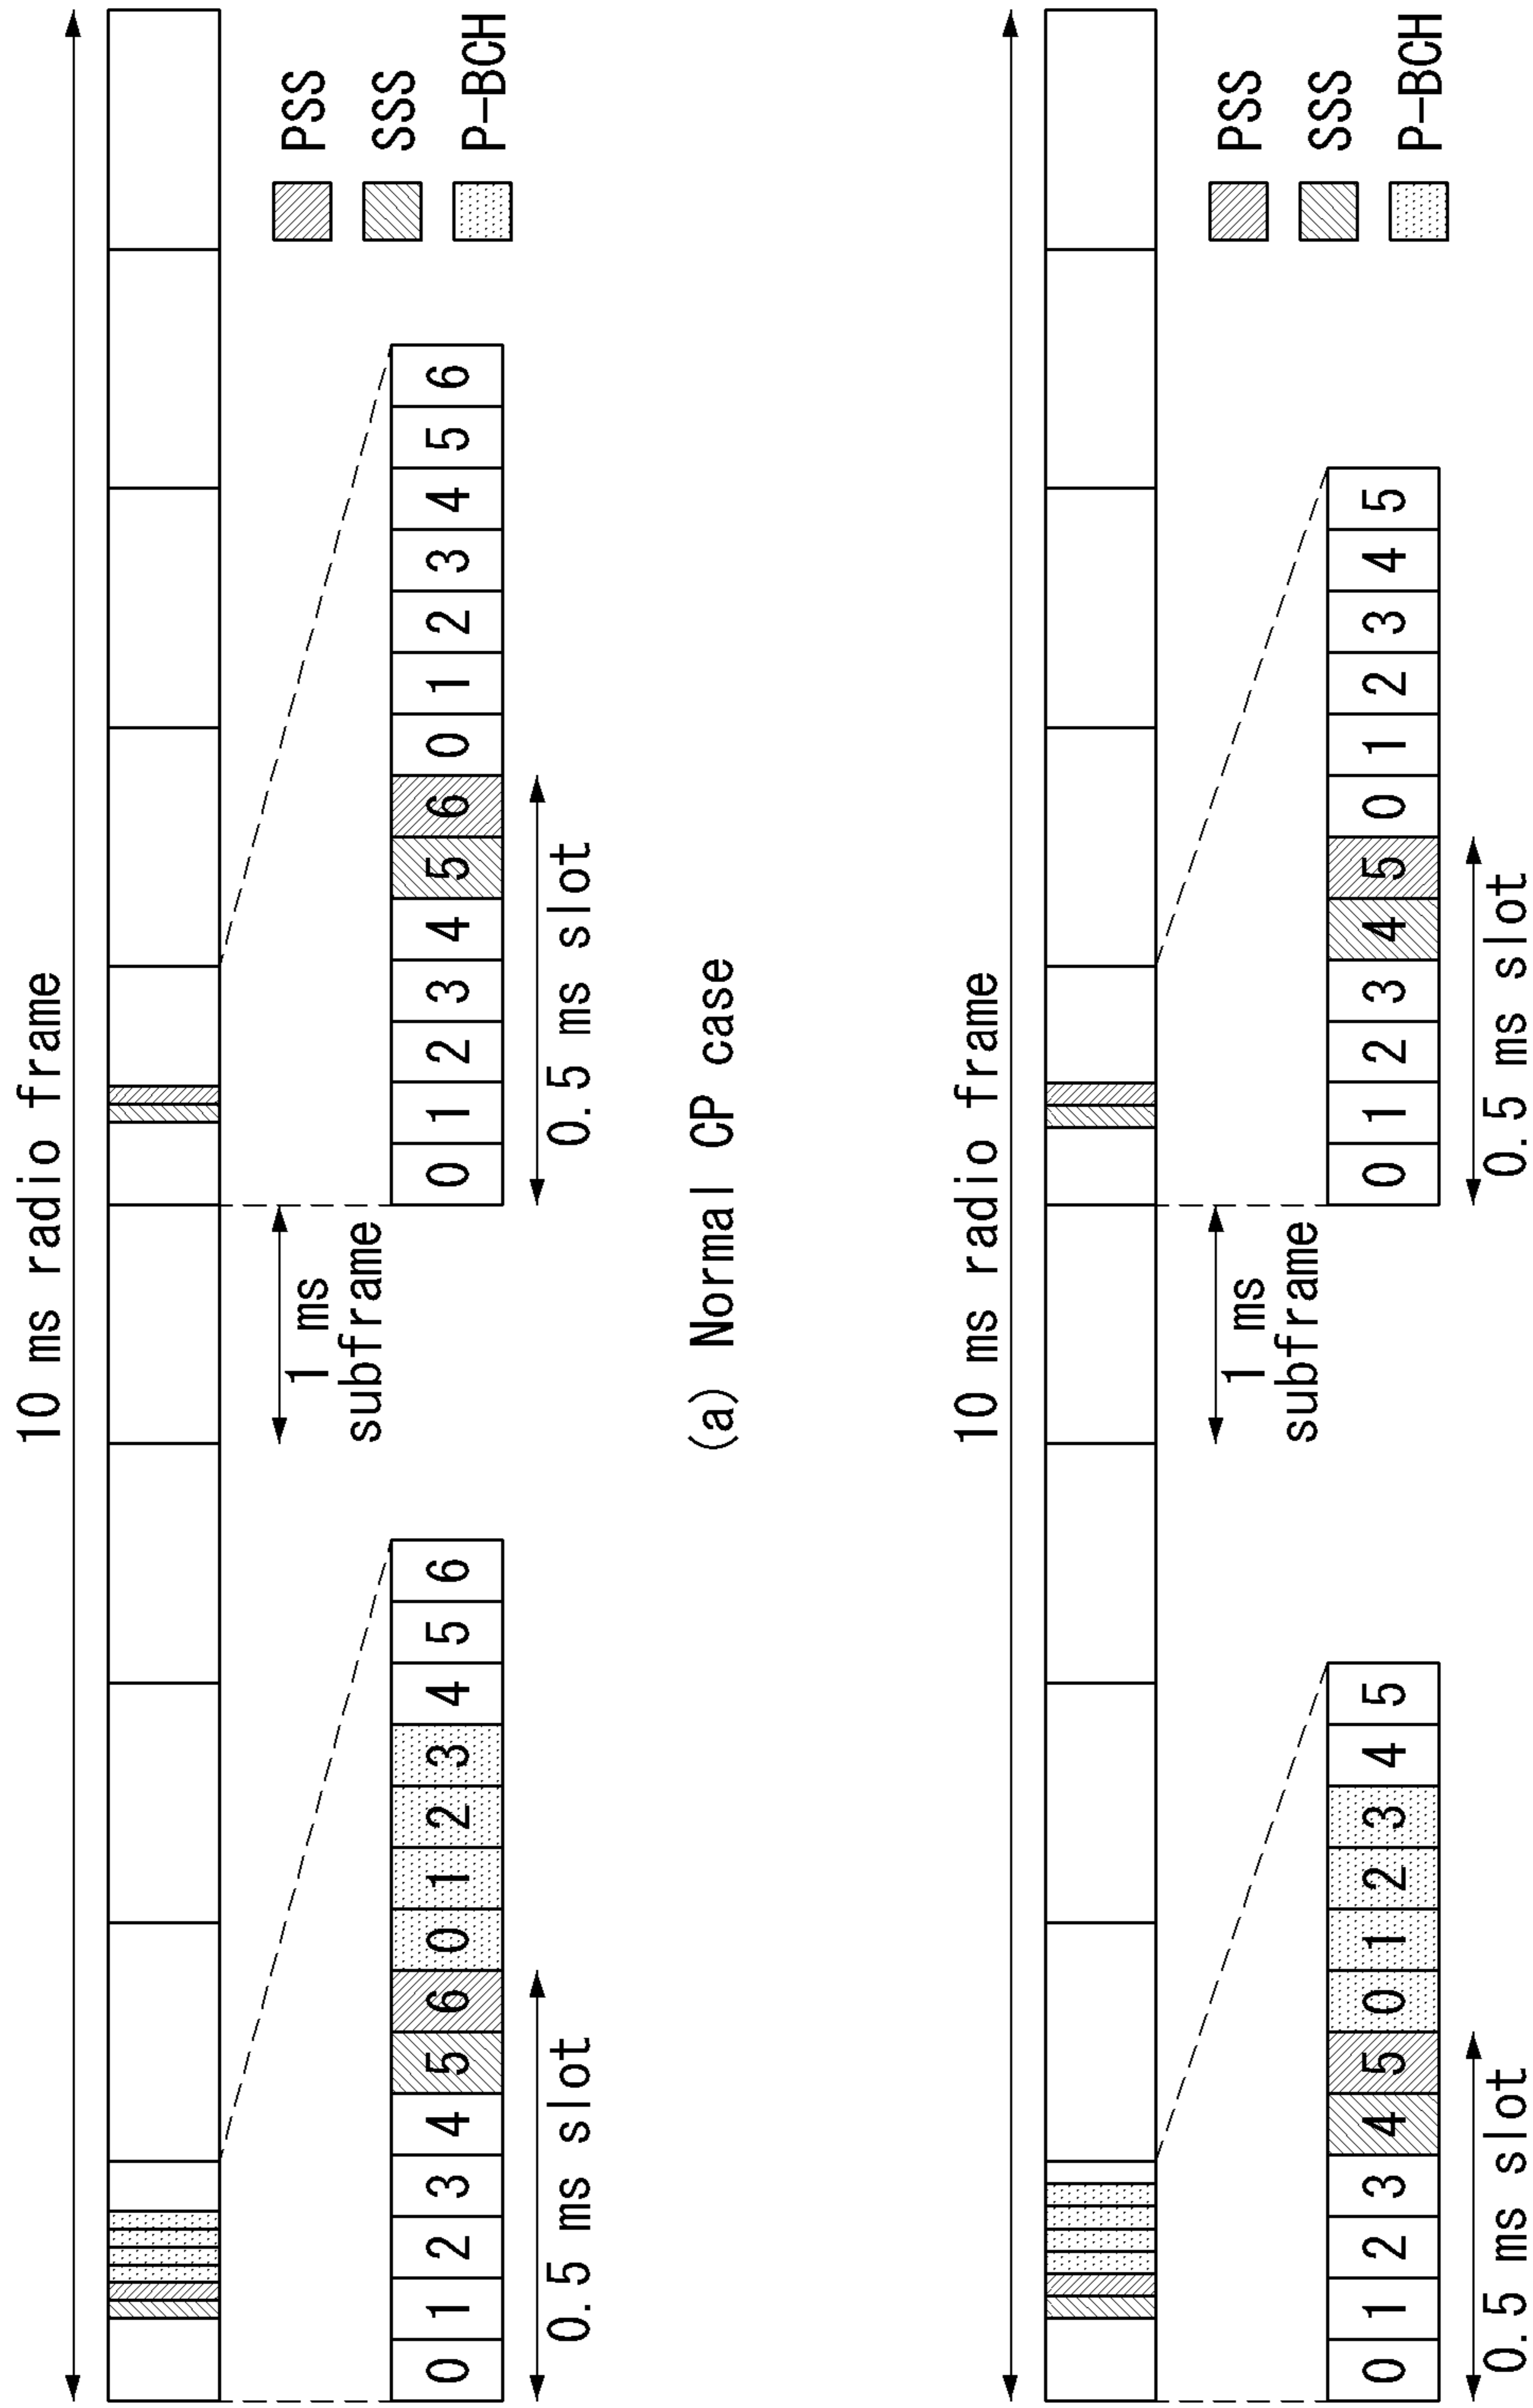 10 ms radio frame
1 ms
subframe
PSS
SSS
P-BCH
0 1 2 3 4 5 6 0 1 2 3 4 5 6
0 1 2 3 4 5 6 0 1 2 3 4 5 6
0.5 ms slot
0.5 ms slot
(a) Normal CP case
10 ms radio frame
1 ms
subframe
PSS
SSS
P-BCH
0 1 2 3 4 5 0 1 2 3 4 5
0 1 2 3 4 5 0 1 2 3 4 5
0.5 ms slot
0.5 ms slot